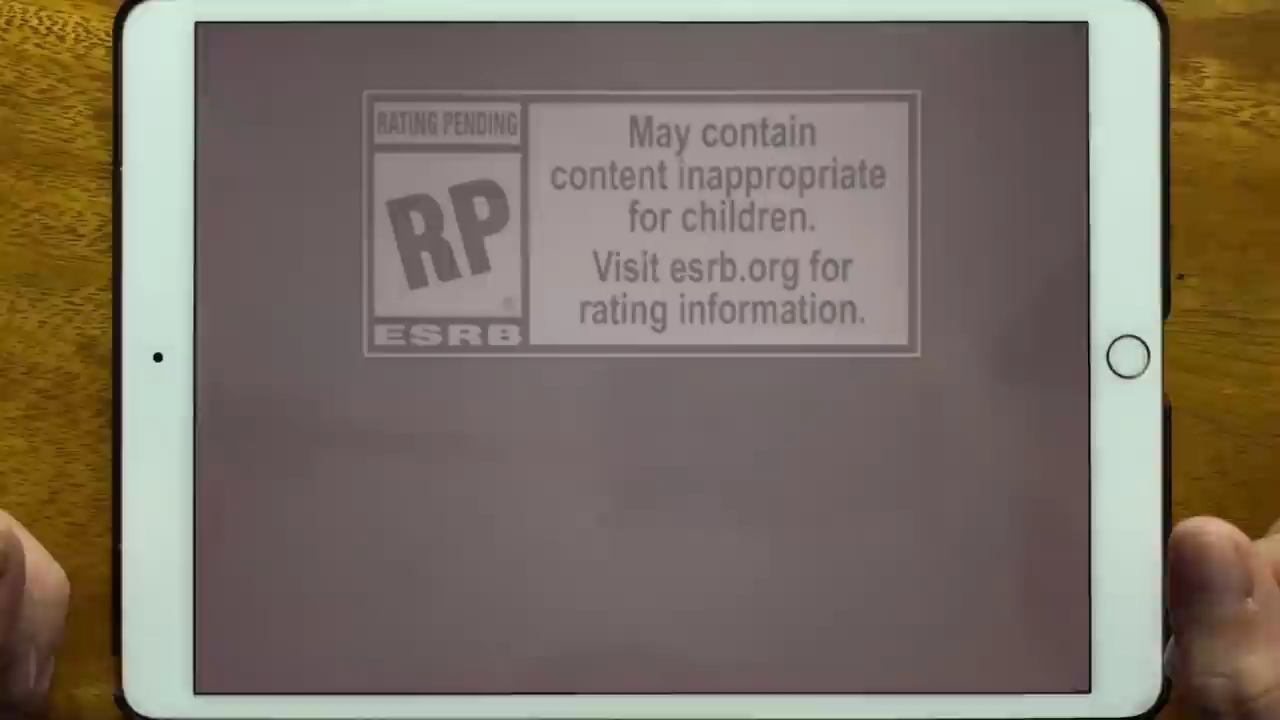 RATING PENDING
RP
ESRB
May contain
content inappropriate
for children.
Visit esrb.org for
rating information.